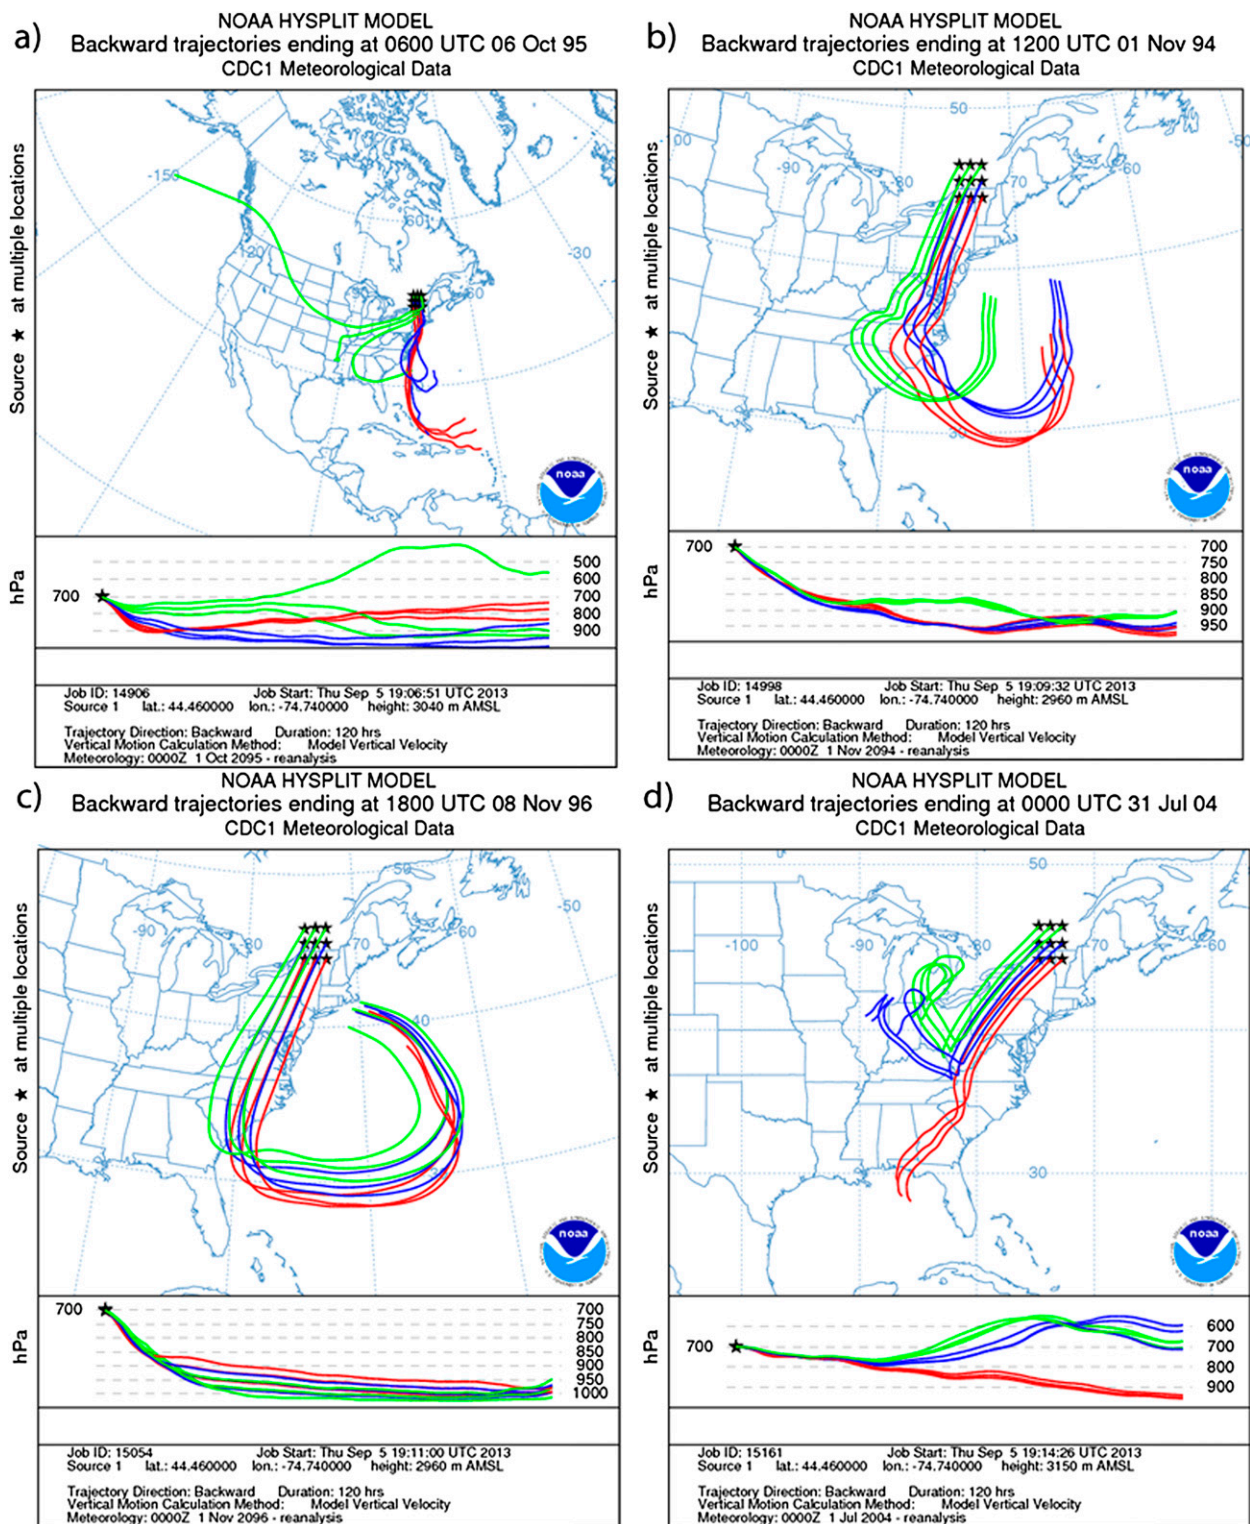 a)
NOAA HYSPLIT MODEL
Backward trajectories ending at 0600 UTC 06 Oct 95
CDC1 Meteorological Data
Source ★ at multiple locations
-150
-120
60
-60
-30
noaa
hPa
700
500
600
700
800
900
Job ID: 14906 Job Start: Thu Sep 5 19:06:51 UTC 2013
Source 1 lat.: 44.460000 lon.: -74.740000 height: 3040 m AMSL
Trajectory Direction: Backward Duration: 120 hrs
Vertical Motion Calculation Method: Model Vertical Velocity
Meteorology: 0000Z 1 Oct 2095 - reanalysis
b)
NOAA HYSPLIT MODEL
Backward trajectories ending at 1200 UTC 01 Nov 94
CDC1 Meteorological Data
Source ★ at multiple locations
50
-100
-90
-80
-70
-60
-50
30
noaa
hPa
700
700
750
800
850
900
950
Job ID: 14998 Job Start: Thu Sep 5 19:09:32 UTC 2013
Source 1 lat.: 44.460000 lon.: -74.740000 height: 2960 m AMSL
Trajectory Direction: Backward Duration: 120 hrs
Vertical Motion Calculation Method: Model Vertical Velocity
Meteorology: 0000Z 1 Nov 2094 - reanalysis
c)
NOAA HYSPLIT MODEL
Backward trajectories ending at 1800 UTC 08 Nov 96
CDC1 Meteorological Data
Source ★ at multiple locations
50
-50
-90
-80
-70
-60
40
30
noaa
hPa
700
700
750
800
850
900
950
1000
Job ID: 15054 Job Start: Thu Sep 5 19:11:00 UTC 2013
Source 1 lat.: 44.460000 lon.: -74.740000 height: 2960 m AMSL
Trajectory Direction: Backward Duration: 120 hrs
Vertical Motion Calculation Method: Model Vertical Velocity
Meteorology: 0000Z 1 Nov 2096 - reanalysis
d)
NOAA HYSPLIT MODEL
Backward trajectories ending at 0000 UTC 31 Jul 04
CDC1 Meteorological Data
Source ★ at multiple locations
50
-100
-90
-80
-70
-60
30
noaa
hPa
700
600
700
800
900
Job ID: 15161 Job Start: Thu Sep 5 19:14:26 UTC 2013
Source 1 lat.: 44.460000 lon.: -74.740000 height: 3150 m AMSL
Trajectory Direction: Backward Duration: 120 hrs
Vertical Motion Calculation Method: Model Vertical Velocity
Meteorology: 0000Z 1 Jul 2004 - reanalysis